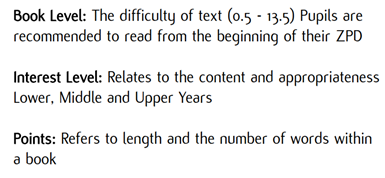 Book Level: The difficulty of text (0.5 - 13.5) Pupils are
recommended to read from the beginning of their ZPD
Interest Level: Relates to the content and appropriateness
Lower, Middle and Upper Years
Points: Refers to length and the number of words within
a book